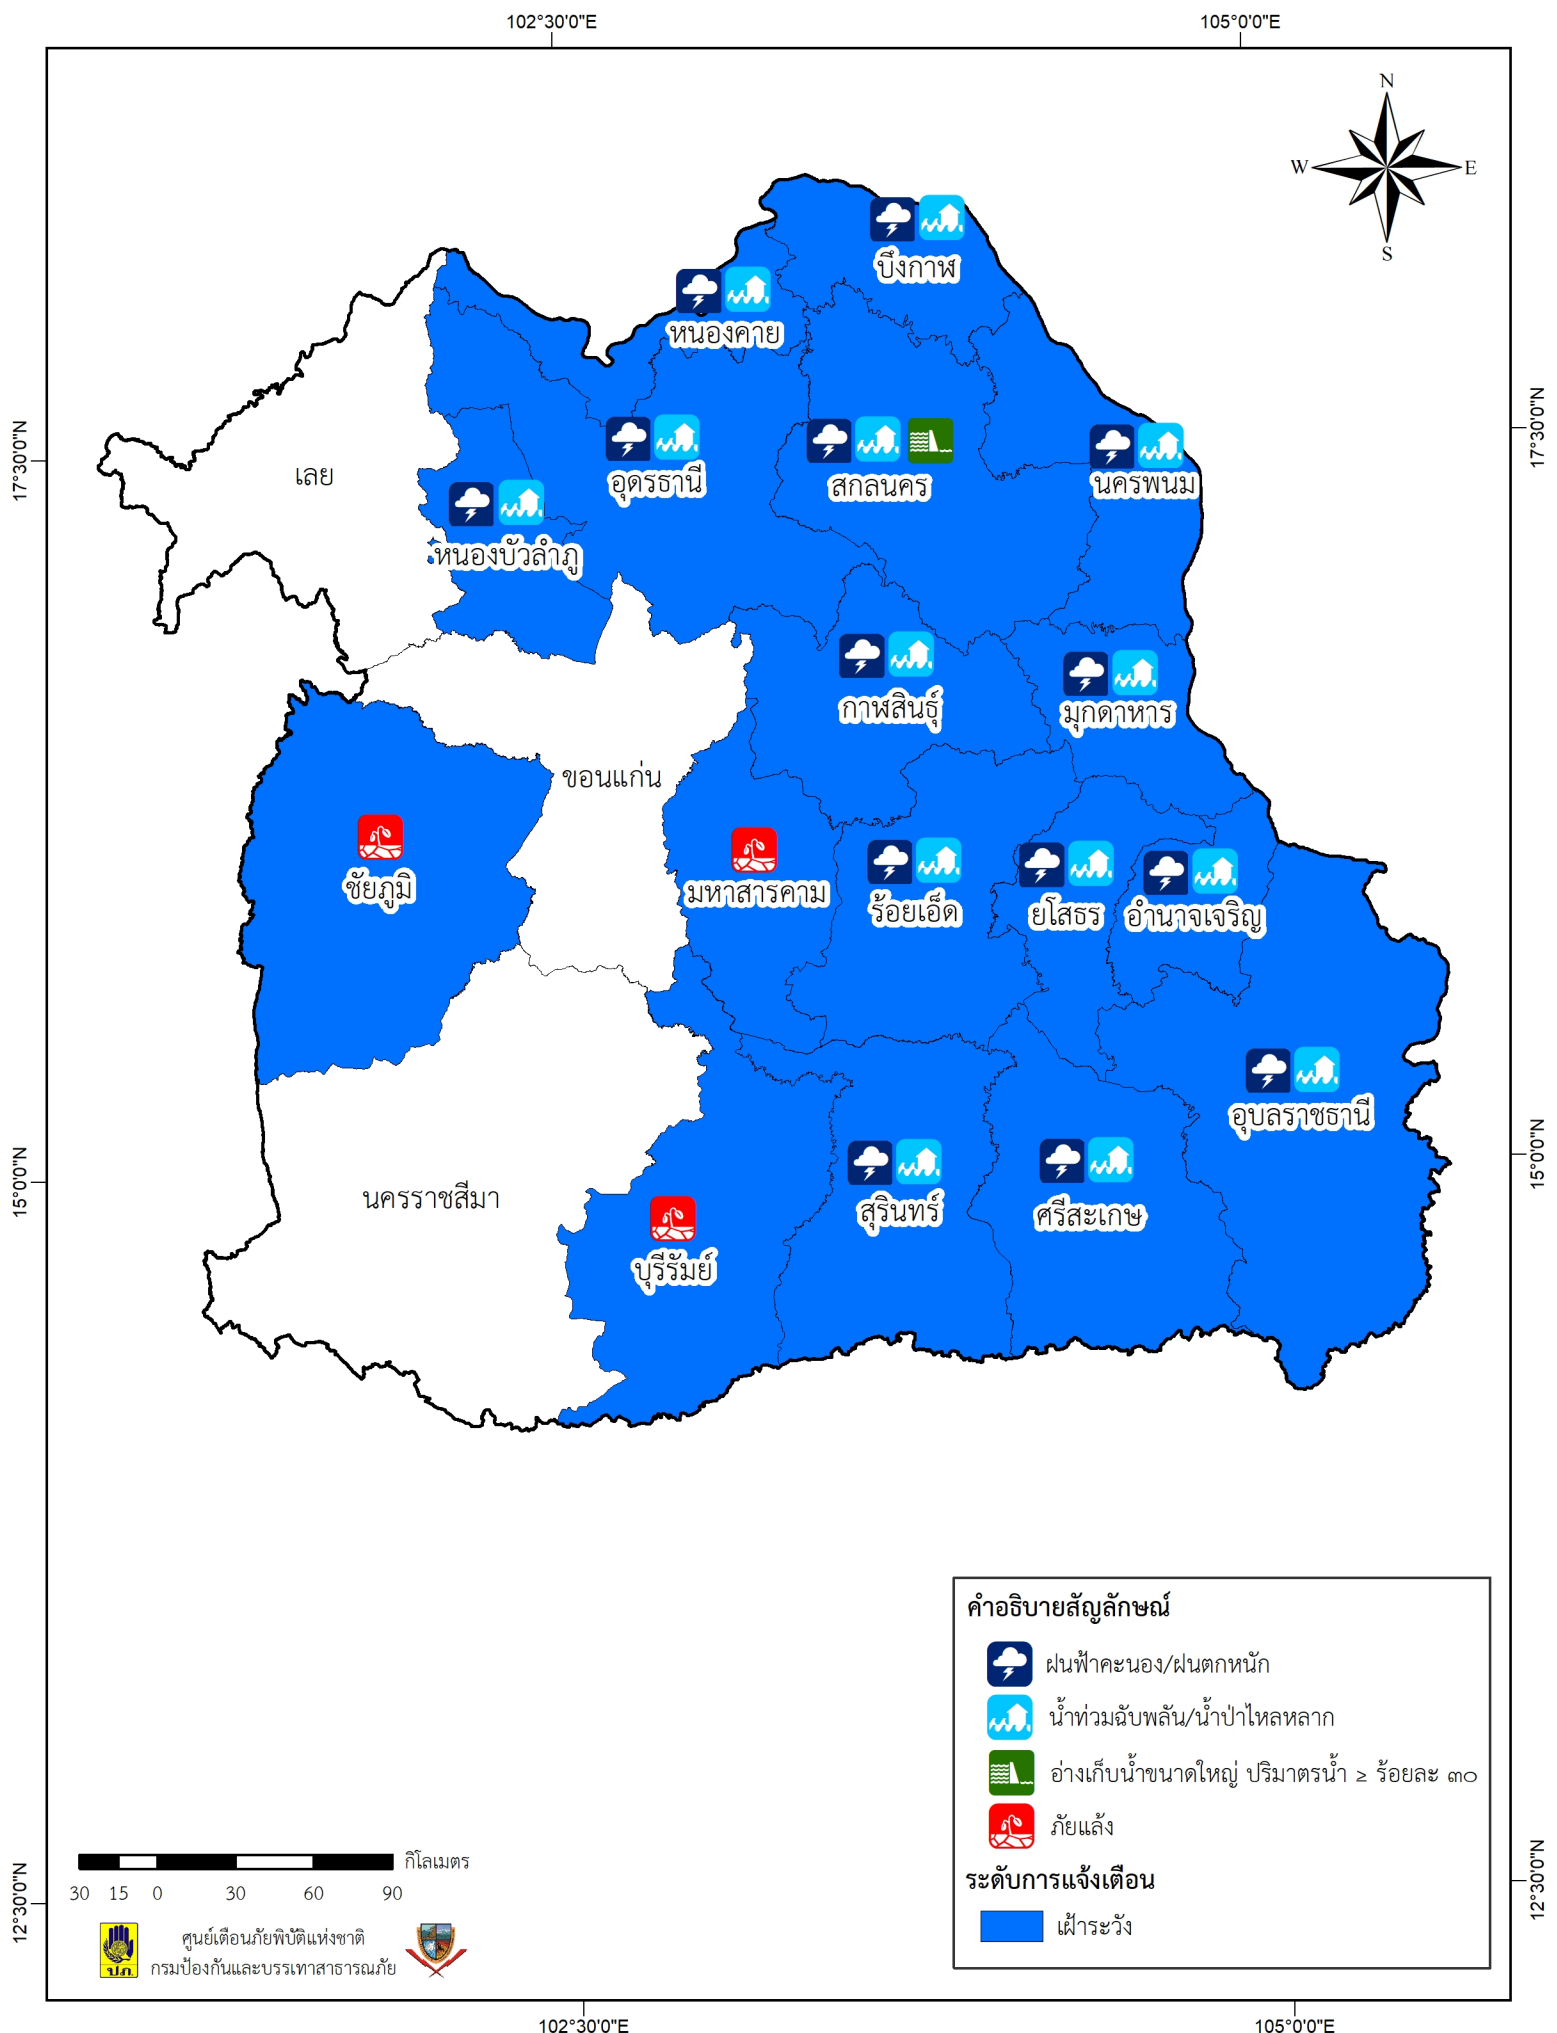 102°30'0"E
105°0'0"E
N
W
E
S
บึงกาฬ
หนองคาย
17°30'0"N
17°30'0"N
เลย
อุดรธานี
สกลนคร
นครพนม
หนองบัวลำภู
กาฬสินธุ์
มุกดาหาร
ขอนแก่น
ชัยภูมิ
มหาสารคาม
ร้อยเอ็ด
ยโสธร
อำนาจเจริญ
อุบลราชธานี
15°0'0"N
15°0'0"N
นครราชสีมา
สุรินทร์
ศรีสะเกษ
บุรีรัมย์
คำอธิบายสัญลักษณ์
ฝนฟ้าคะนอง/ฝนตกหนัก
น้ำท่วมฉับพลัน/น้ำป่าไหลหลาก
อ่างเก็บน้ำขนาดใหญ่ ปริมาตรน้ำ ≥ ร้อยละ ๓๐
ภัยแล้ง
ระดับการแจ้งเตือน
เฝ้าระวัง
กิโลเมตร
30 15 0 30 60 90
12°30'0"N
12°30'0"N
ศูนย์เตือนภัยพิบัติแห่งชาติ
กรมป้องกันและบรรเทาสาธารณภัย
ปภ.
102°30'0"E
105°0'0"E